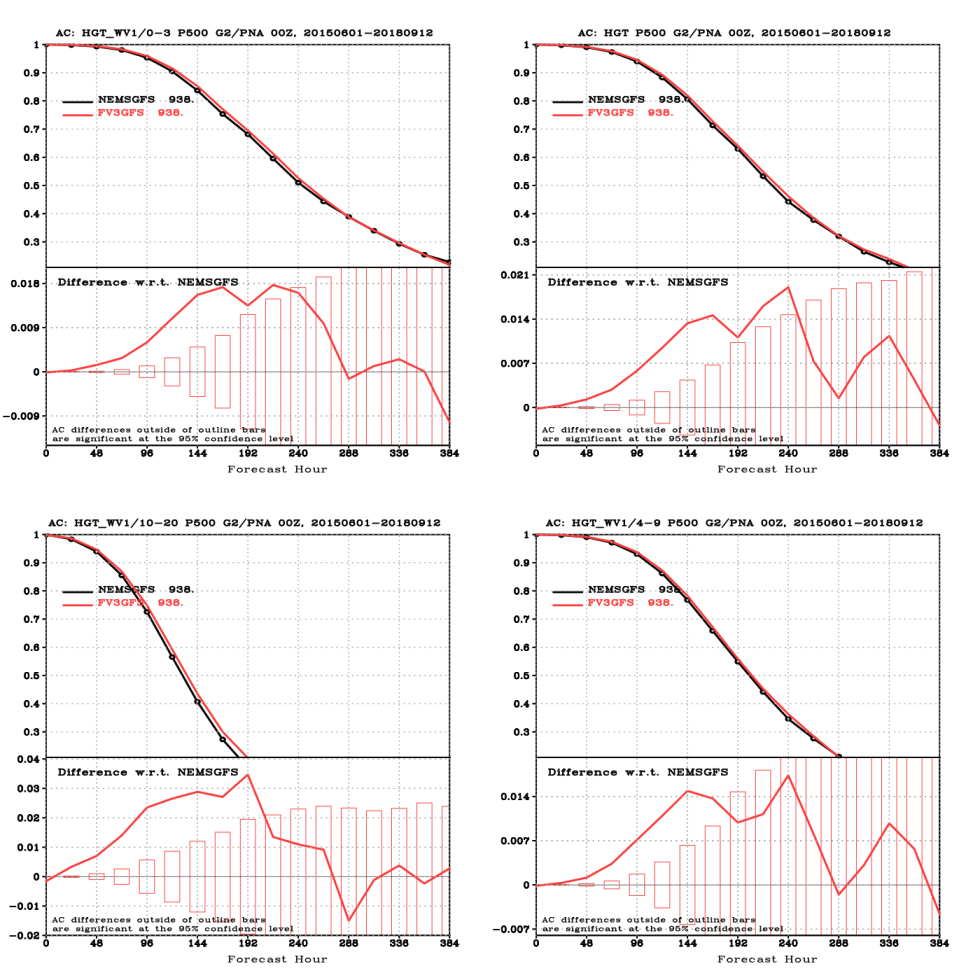 AC: HGT_WV1/0-3 P500 G2/PNA 00Z, 20150601-20180912
1
0.9
0.8
0.7
0.6
0.5
0.4
0.3
NEMSGFS 938.
FV3GFS 938.
Difference w.r.t. NEMSGFS
0.018
0.009
0
-0.009
AC differences outside of outline bars
are significant at the 95% confidence level
0 48 96 144 192 240 288 336 384
Forecast Hour
AC: HGT P500 G2/PNA 00Z, 20150601-20180912
1
0.9
0.8
0.7
0.6
0.5
0.4
0.3
NEMSGFS 938.
FV3GFS 938.
Difference w.r.t. NEMSGFS
0.021
0.014
0.007
0
AC differences outside of outline bars
are significant at the 95% confidence level
0 48 96 144 192 240 288 336 384
Forecast Hour
AC: HGT_WV1/10-20 P500 G2/PNA 00Z, 20150601-20180912
1
0.9
0.8
0.7
0.6
0.5
0.4
0.3
NEMSGFS 938.
FV3GFS 938.
Difference w.r.t. NEMSGFS
0.04
0.03
0.02
0.01
0
-0.01
-0.02
AC differences outside of outline bars
are significant at the 95% confidence level
0 48 96 144 192 240 288 336 384
Forecast Hour
AC: HGT_WV1/4-9 P500 G2/PNA 00Z, 20150601-20180912
1
0.9
0.8
0.7
0.6
0.5
0.4
0.3
NEMSGFS 938.
FV3GFS 938.
Difference w.r.t. NEMSGFS
0.014
0.007
0
-0.007
AC differences outside of outline bars
are significant at the 95% confidence level
0 48 96 144 192 240 288 336 384
Forecast Hour